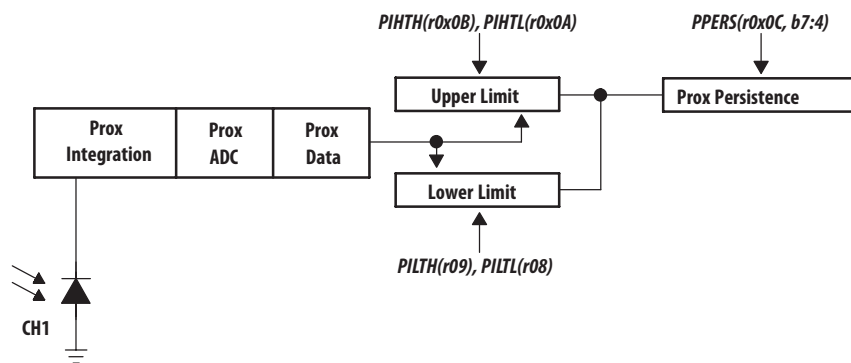 PIHTH(r0x0B), PIHTL(r0x0A)
PPERS(r0x0C, b7:4)
Upper Limit
Prox Persistence
Prox
Integration
Prox
ADC
Prox
Data
Lower Limit
PILTH(r09), PILTL(r08)
CH1